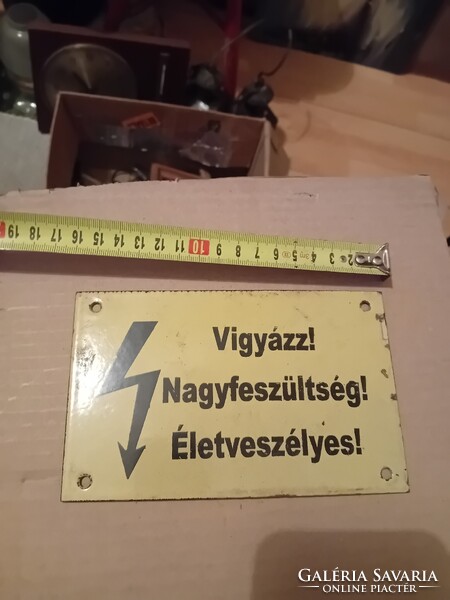 19 18 17 16 15 14 13 12 11 10 9 8 7 6 5 4 3 2
Vigyázz!
Nagyfeszültség!
Életveszélyes!
GALÉRIA SAVARIA
ONLINE PIACTÉR